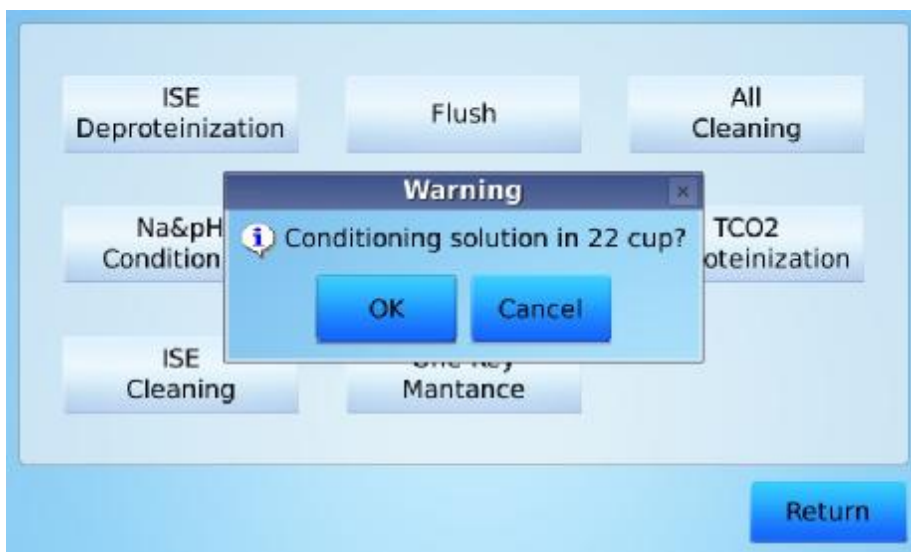 ISE
Deproteinization
Flush
All
Cleaning
Warning
Na&pH
Condition
Conditioning solution in 22 cup?
TCO2
oteinization
OK
Cancel
ISE
Cleaning
Mantance
Return